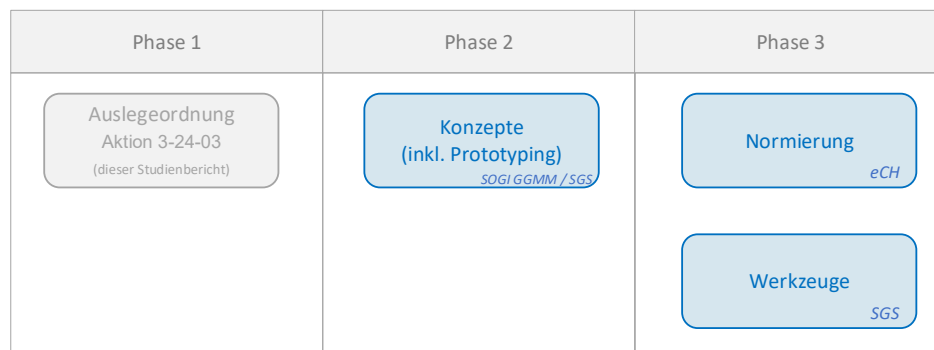 Phase 1
Phase 2
Phase 3
Auslegeordnung
Aktion 3-24-03
(dieser Studienbericht)
Konzepte
(inkl. Prototyping)
SOGI GGMM / SGS
Normierung
eCH
Werkzeuge
SGS